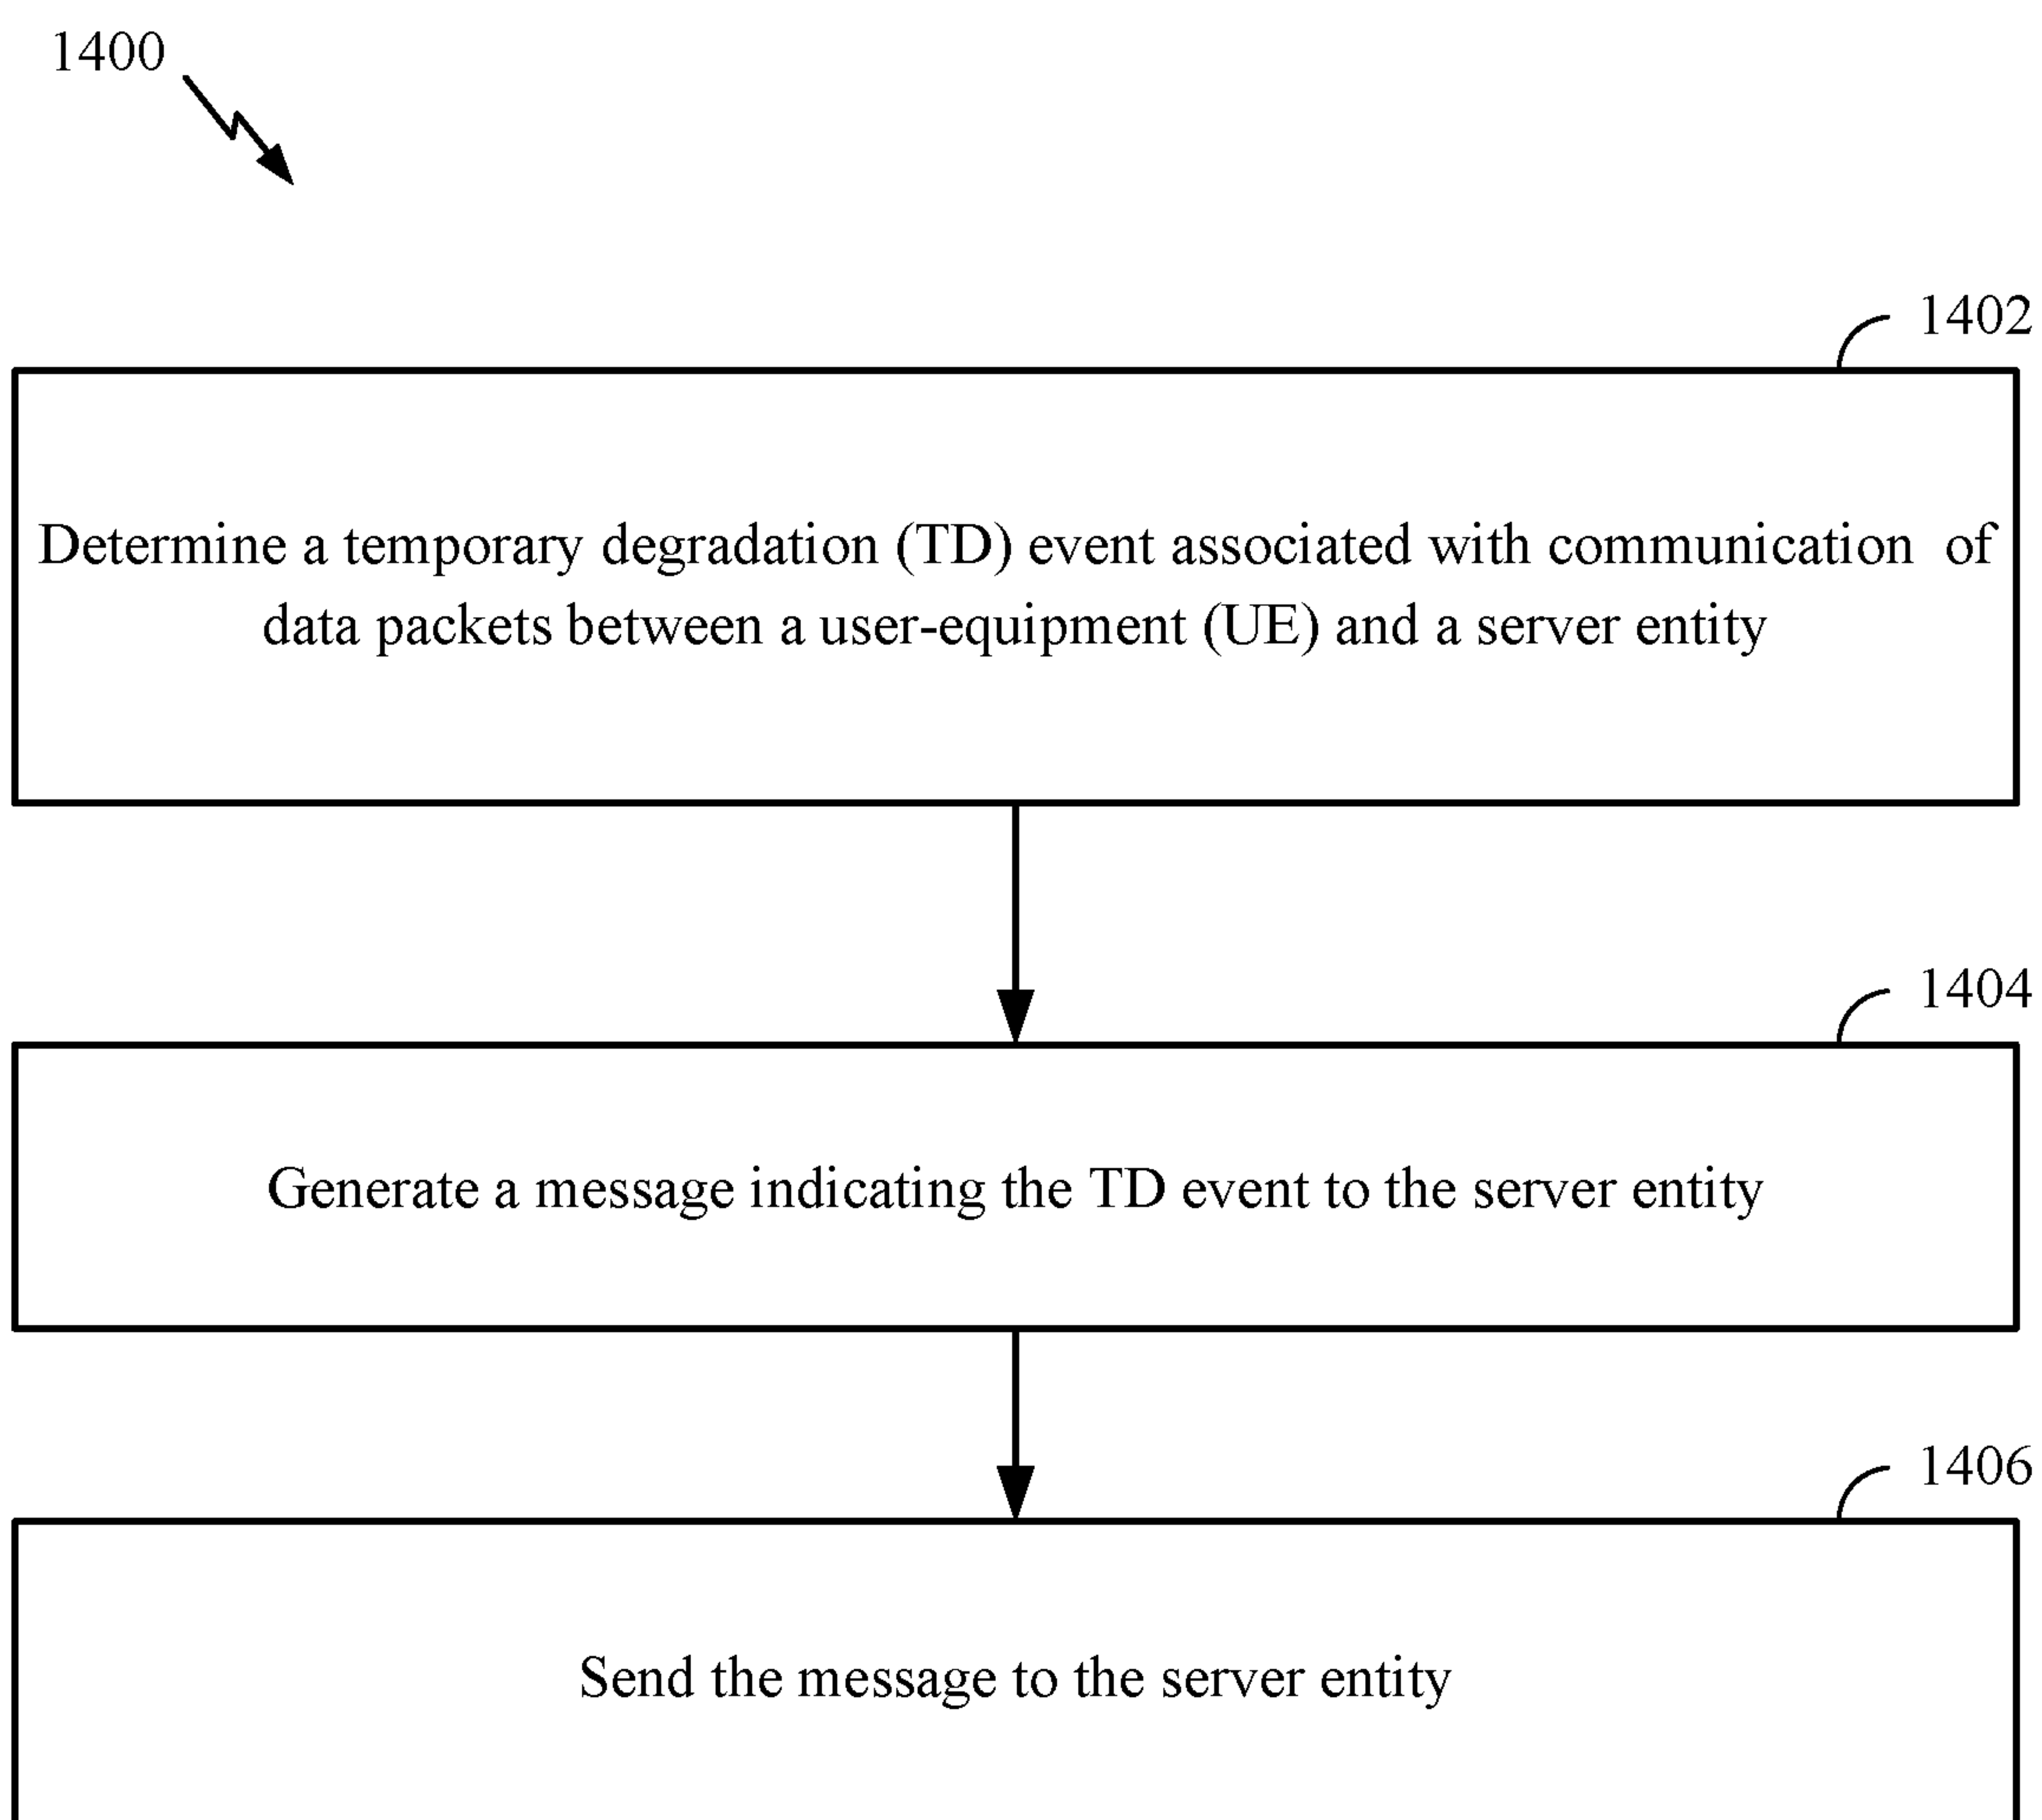 1400
1402
Determine a temporary degradation (TD) event associated with communication of
data packets between a user-equipment (UE) and a server entity
1404
Generate a message indicating the TD event to the server entity
1406
Send the message to the server entity